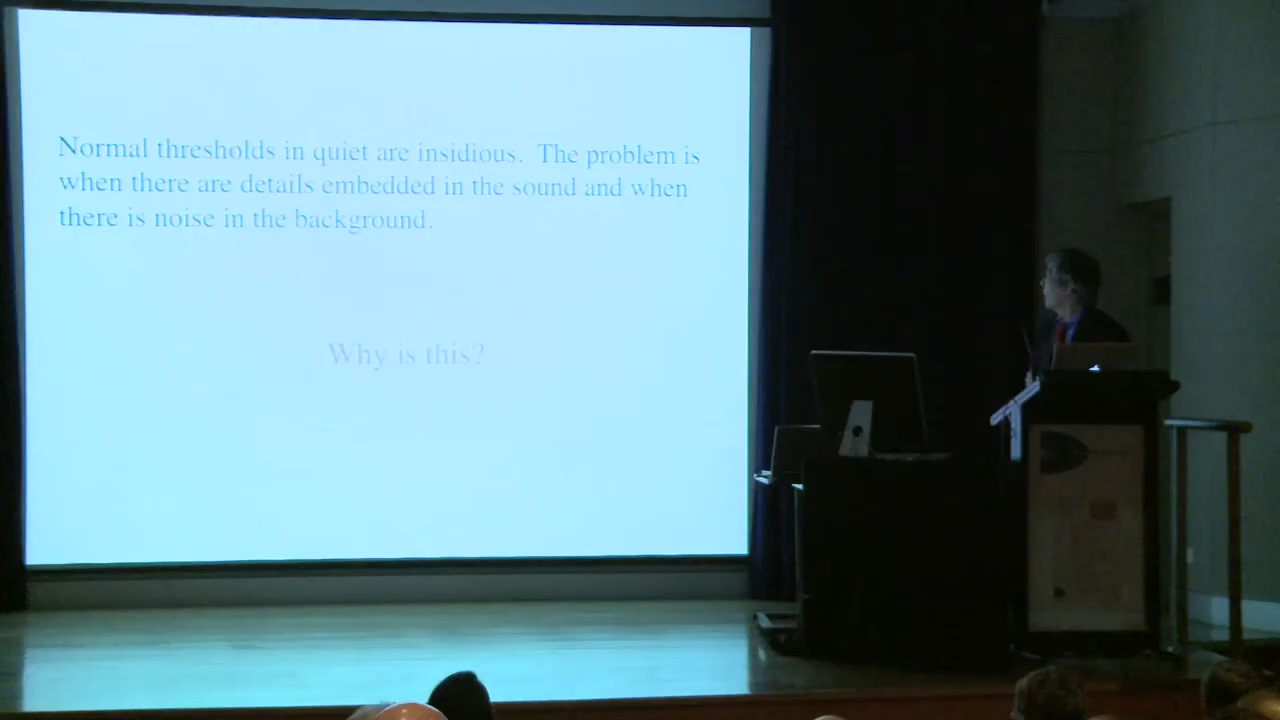 Normal thresholds in quiet are insidious. The problem is
when there are details embedded in the sound and when
there is noise in the background.
Why is this?